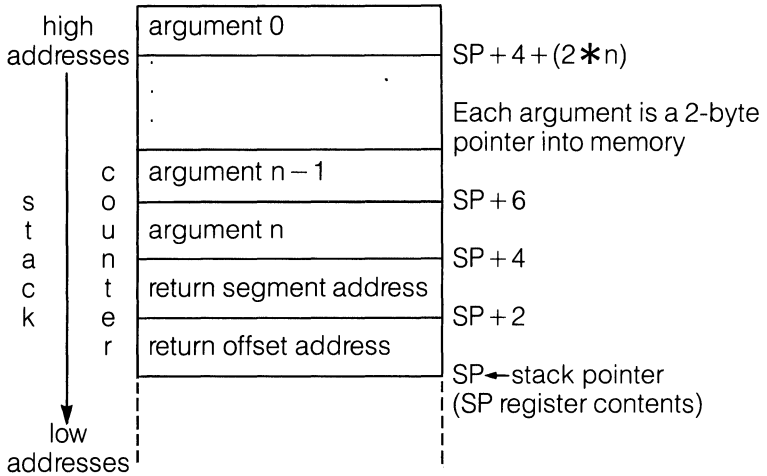 high
addresses
argument 0
SP+4+(2*n)
Each argument is a 2-byte
pointer into memory
argument n–1
SP+6
argument n
SP+4
return segment address
SP+2
return offset address
SP←stack pointer
(SP register contents)
stack
counter
low
addresses